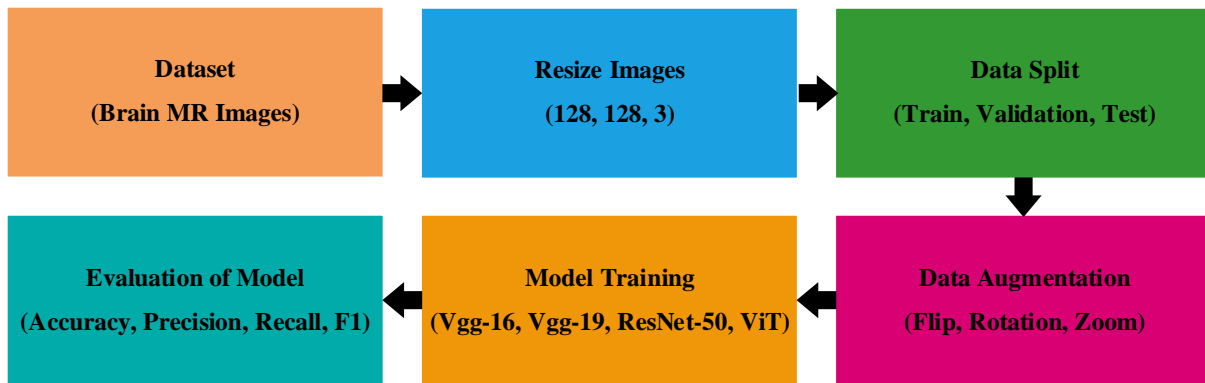 Dataset
(Brain MR Images)
Resize Images
(128, 128, 3)
Data Split
(Train, Validation, Test)
Data Augmentation
(Flip, Rotation, Zoom)
Model Training
(Vgg-16, Vgg-19, ResNet-50, ViT)
Evaluation of Model
(Accuracy, Precision, Recall, F1)